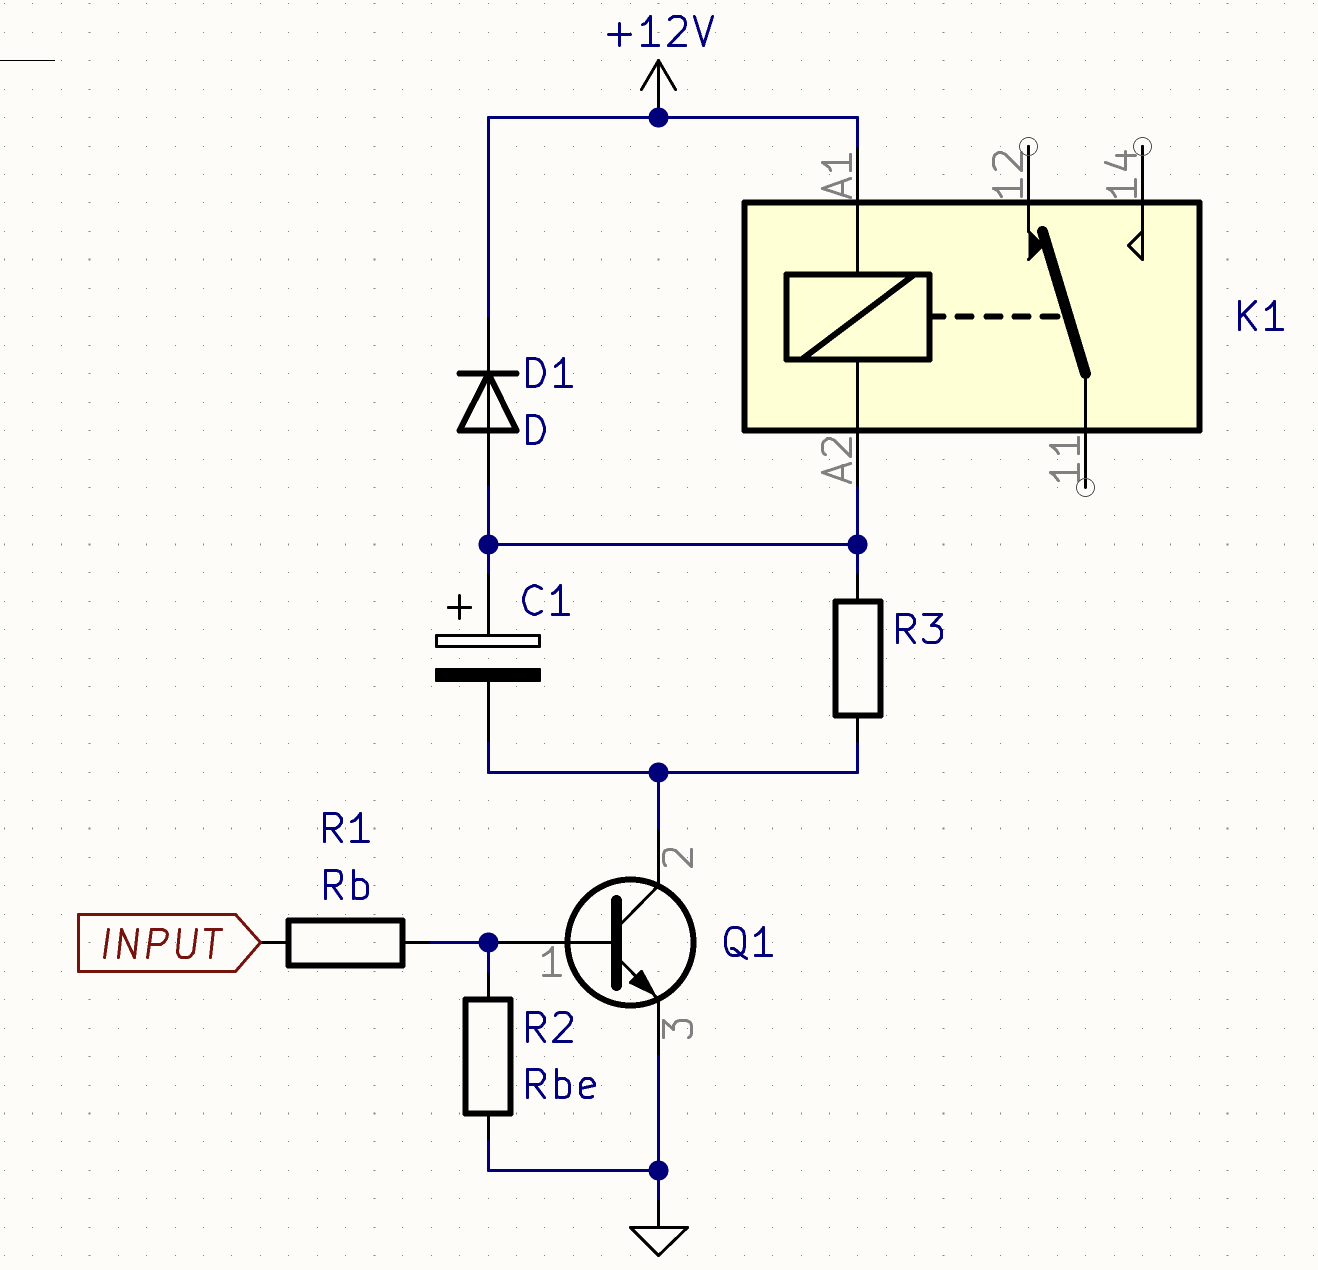 +12V
A1
12
14
K1
D1
D
A2
11
+
C1
R3
R1
Rb
2
INPUT
1
Q1
R2
3
Rbe